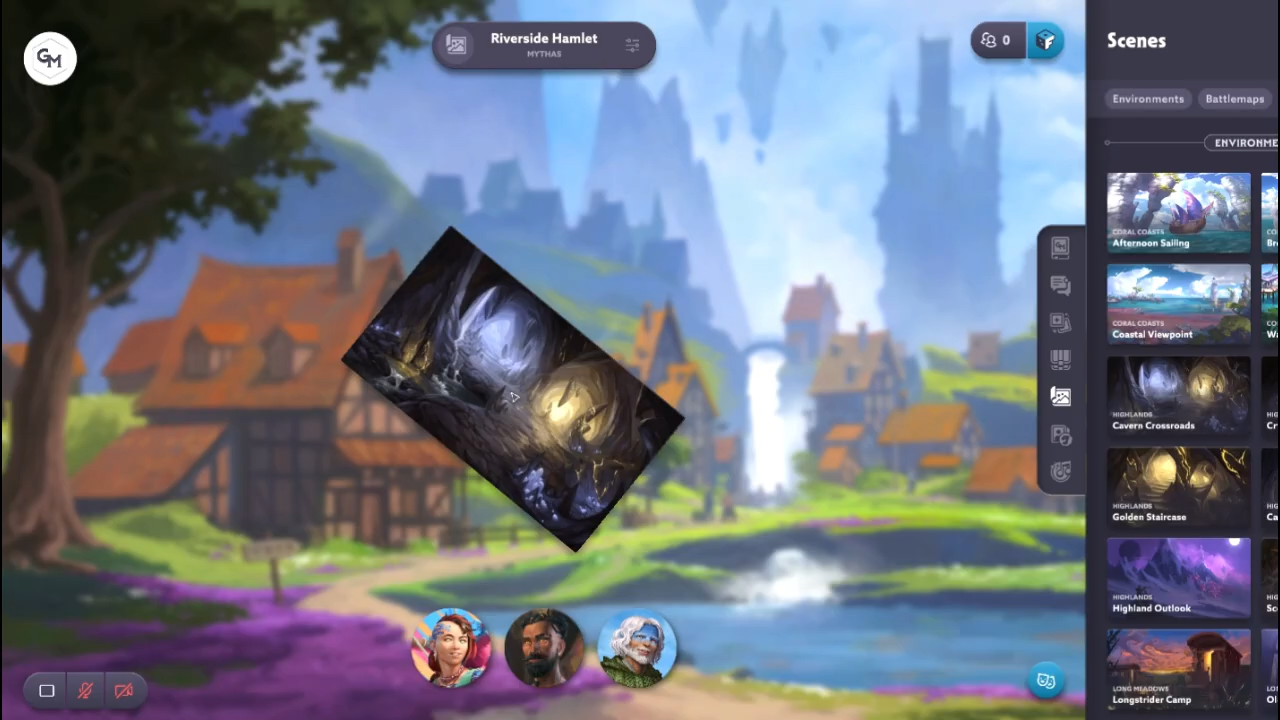 GM
Riverside Hamlet
MYTHAS
0
Scenes
Environments
Battlemaps
ENVIRONME
CORAL COASTS
Afternoon Sailing
CORAL COASTS
Coastal Viewpoint
HIGHLANDS
Cavern Crossroads
HIGHLANDS
Golden Staircase
HIGHLANDS
Highland Outlook
LONG MEADOWS
Longstrider Camp